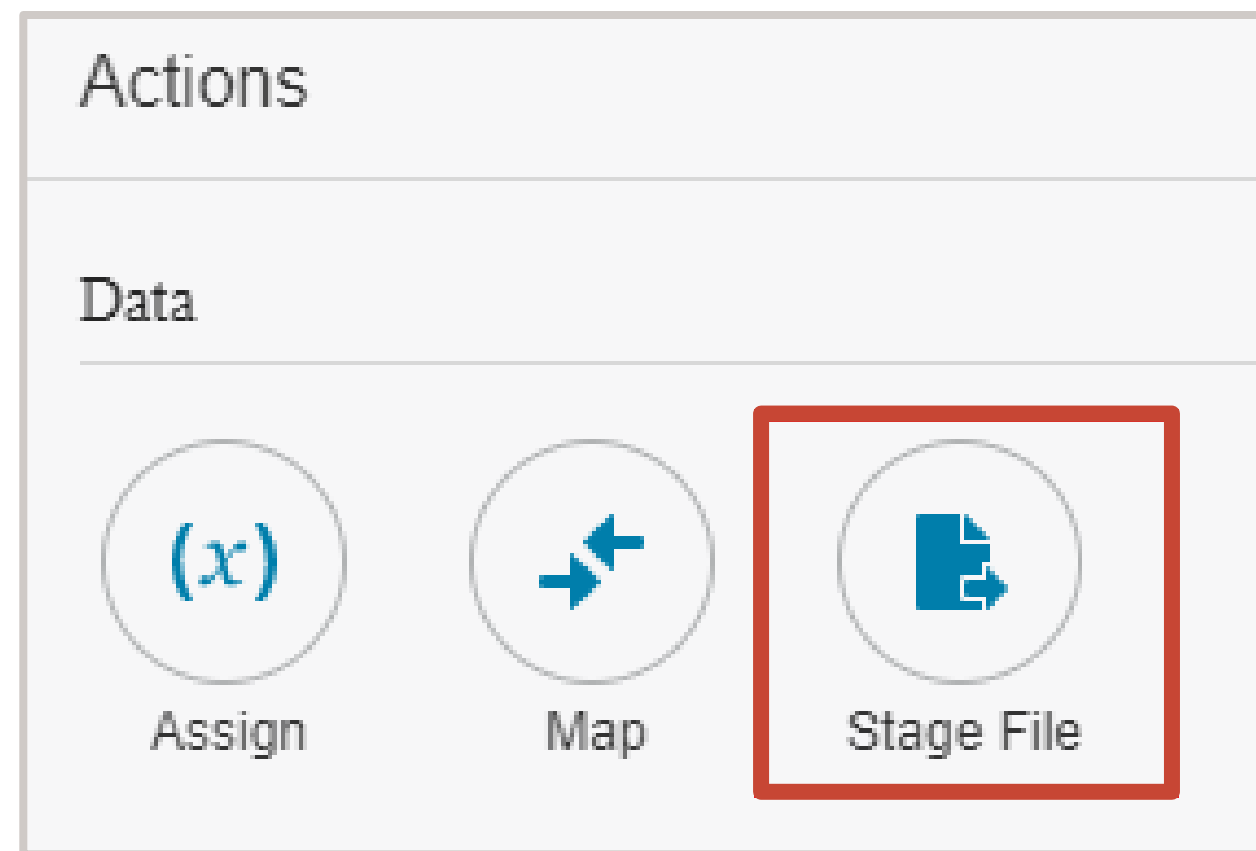 Actions
Data
(x)
Assign
Map
Stage File